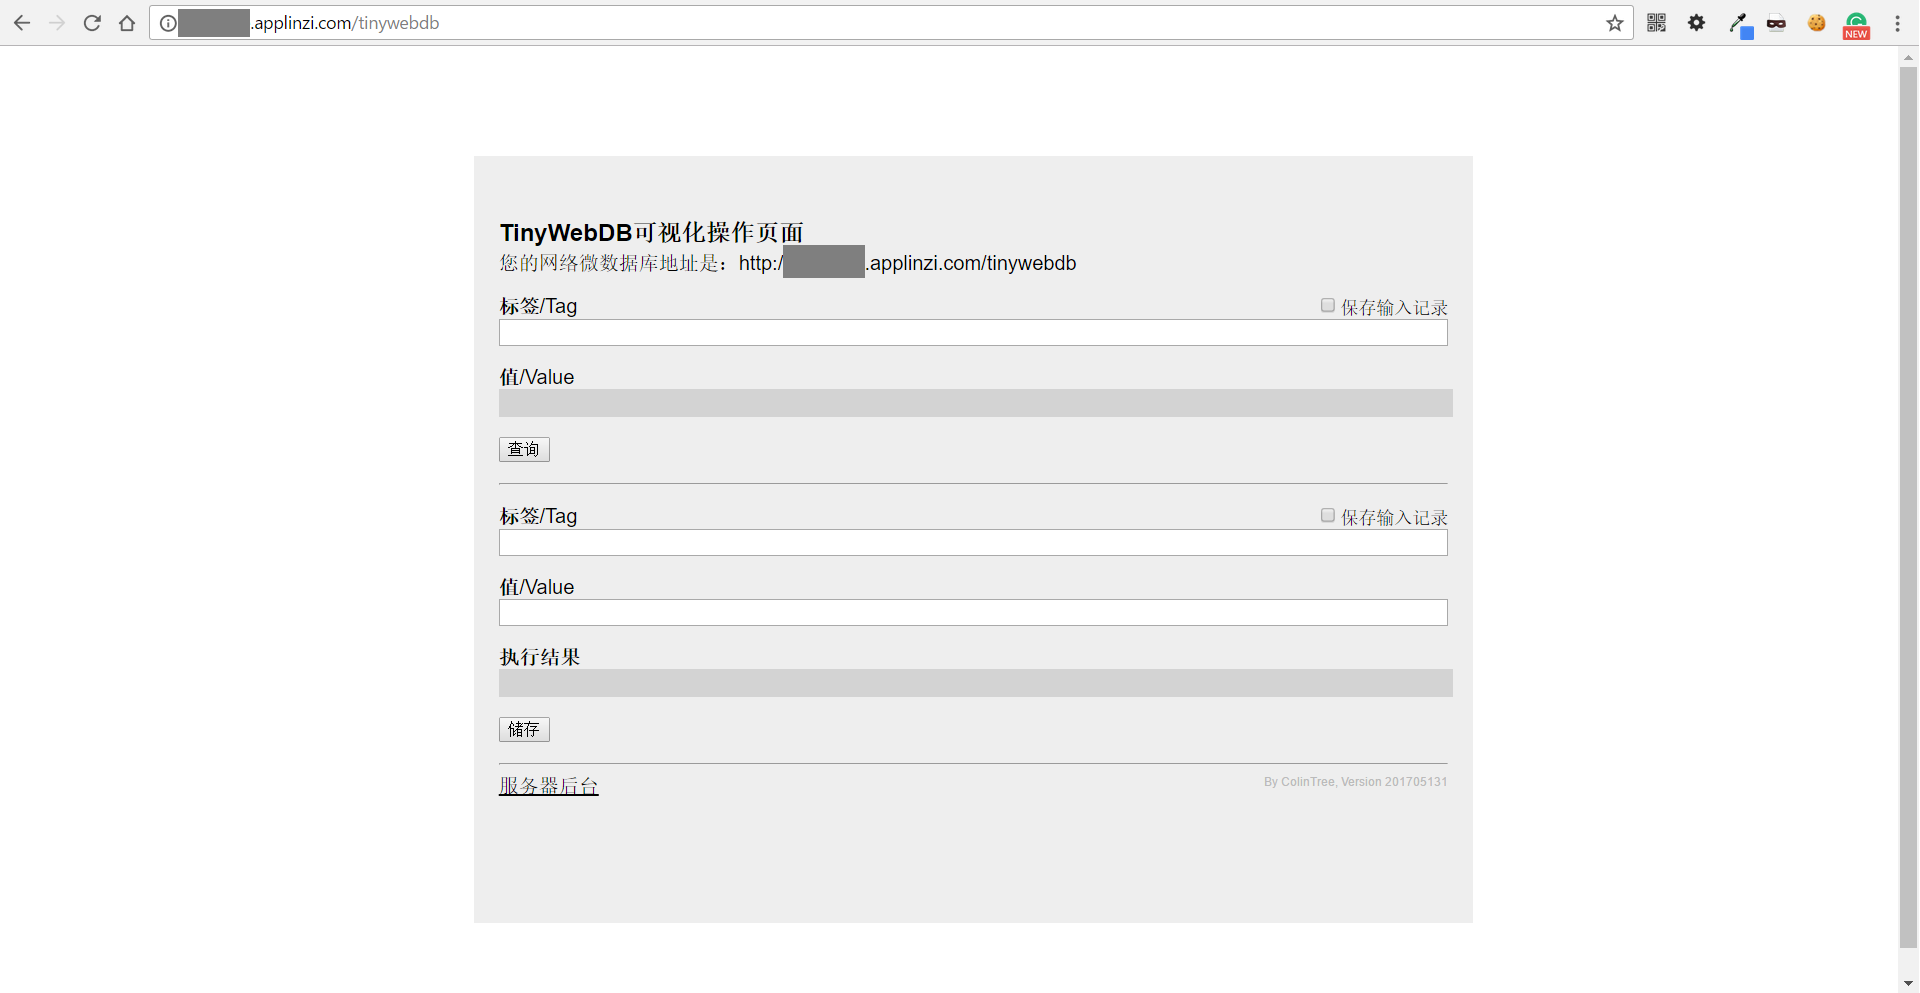 .applinzi.com/tinywebdb
NEW
TinyWebDB可视化操作页面
您的网络微数据库地址是：http:/ .applinzi.com/tinywebdb
标签/Tag 保存输入记录
值/Value
查询
标签/Tag 保存输入记录
值/Value
执行结果
储存
服务器后台 By ColinTree, Version 201705131